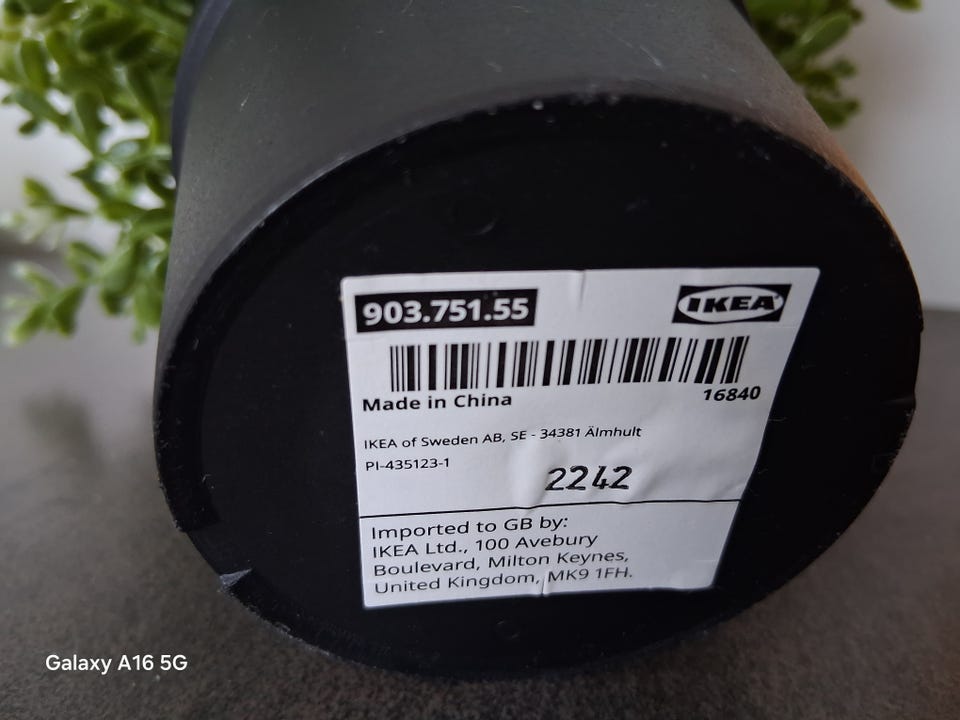 903.751.55
IKEA
Made in China
16840
IKEA of Sweden AB, SE - 34381 Älmhult
PI-435123-1
2242
Imported to GB by:
IKEA Ltd., 100 Avebury
Boulevard, Milton Keynes,
United Kingdom, MK9 1FH.
Galaxy A16 5G